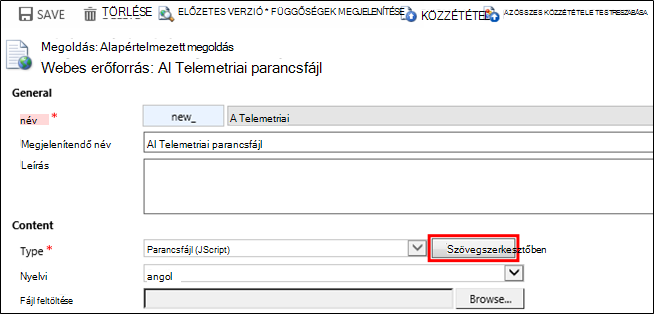 SAVE TÖRLÉSE ELŐZETES VERZIÓ * FÜGGŐSÉGEK MEGJELENÍTÉSE KÖZZÉTÉTEL AZ ÖSSZES KÖZZÉTÉTELE TESTRESZABÁSA
Megoldás: Alapértelmezett megoldás
Webes erőforrás: AI Telemetriai parancsfájl
General
név * new_ A Telemetriai
Megjelenítendő név AI Telemetriai parancsfájl
Leírás
Content
Type * Parancsfájl (JScript) Szövegszerkesztőben
Nyelvi angol
Fájl feltöltése Browse...